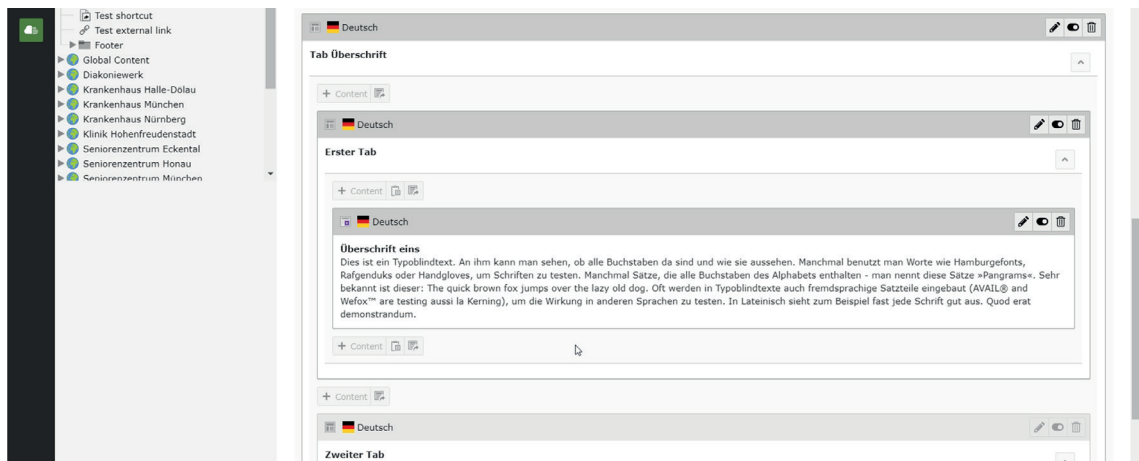 Test shortcut
Test external link
Footer
Global Content
Diakoniewerk
Krankenhaus Halle-Dölau
Krankenhaus München
Krankenhaus Nürnberg
Klinik Hohenfreudenstadt
Seniorenzentrum Eckental
Seniorenzentrum Honau
Seniorenzentrum München
Deutsch
Tab Überschrift
+ Content
Deutsch
Erster Tab
+ Content
Deutsch
Überschrift eins
Dies ist ein Typoblindtext. An ihm kann man sehen, ob alle Buchstaben da sind und wie sie aussehen. Manchmal benutzt man Worte wie Hamburgefonts,
Rafgenduks oder Handgloves, um Schriften zu testen. Manchmal Sätze, die alle Buchstaben des Alphabets enthalten - man nennt diese Sätze »Pangrams«. Sehr
bekannt ist dieser: The quick brown fox jumps over the lazy old dog. Oft werden in Typoblindtexte auch fremdsprachige Satzteile eingebaut (AVAIL® and
Wefox™ are testing aussi la Kerning), um die Wirkung in anderen Sprachen zu testen. In Lateinisch sieht zum Beispiel fast jede Schrift gut aus. Quod erat
demonstrandum.
+ Content
+ Content
Deutsch
Zweiter Tab